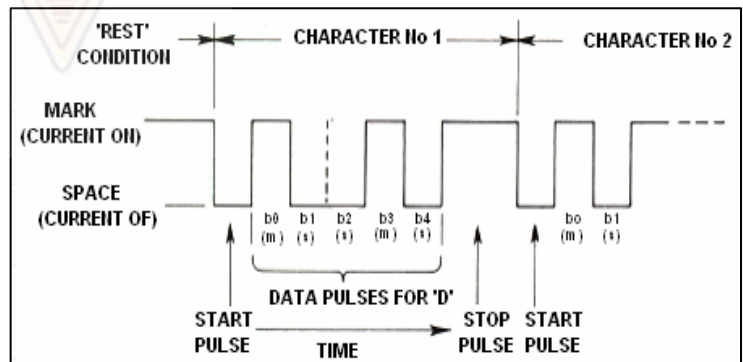 'REST'
CONDITION
CHARACTER No 1
CHARACTER No 2
MARK
(CURRENT ON)
SPACE
(CURRENT OF)
b0 b1 b2 b3 b4 bo b1
(m) (s) (s) (m) (s) (m) (s)
DATA PULSES FOR 'D'
START
PULSE
TIME
STOP
PULSE
START
PULSE